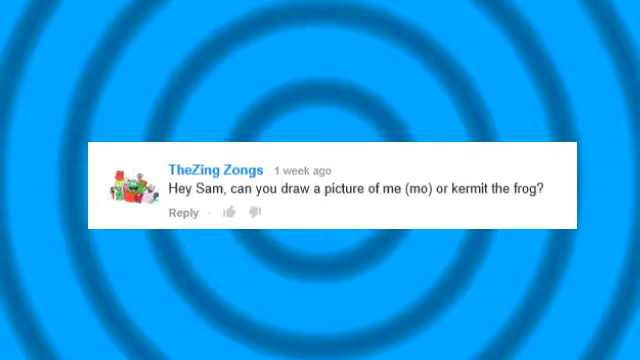 TheZing Zongs 1 week ago
Hey Sam, can you draw a picture of me (mo) or kermit the frog?
Reply ·